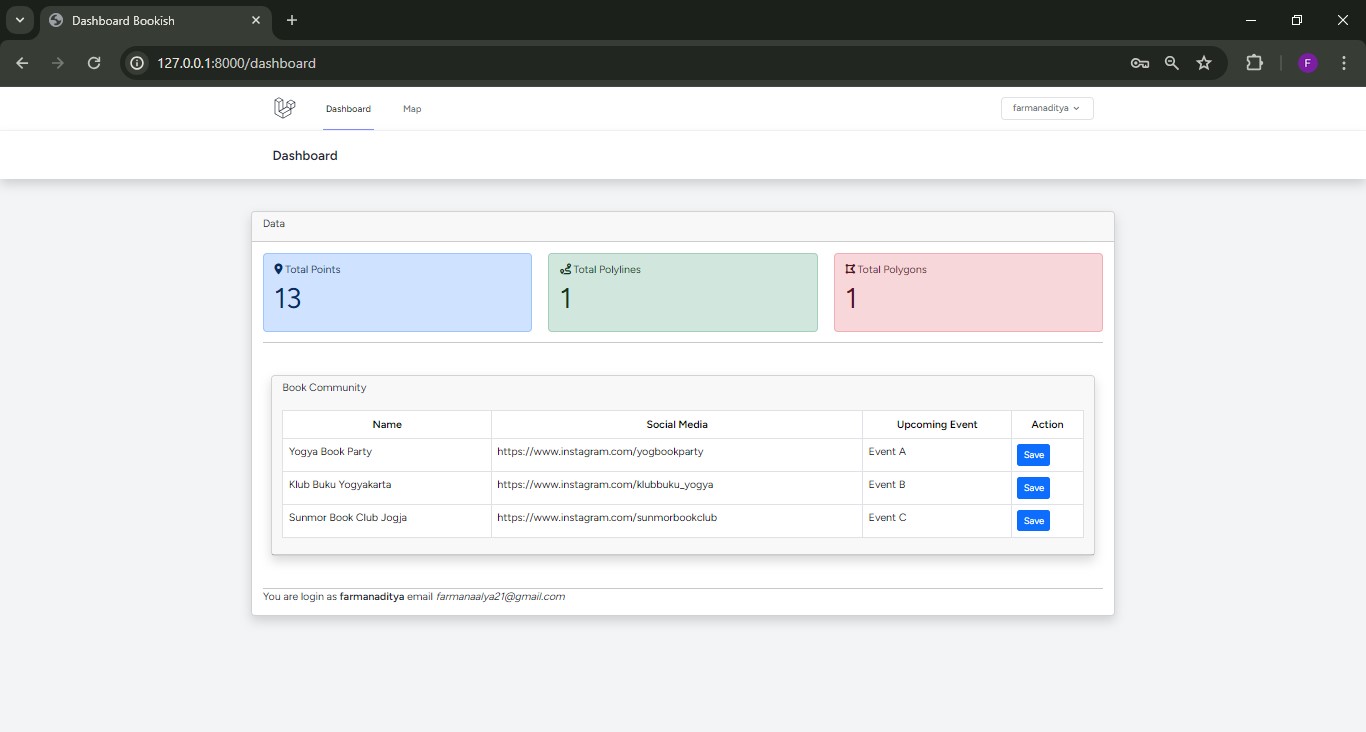 Dashboard Bookish
127.0.0.1:8000/dashboard
F
Dashboard Map farmanaditya
Dashboard
Data
Total Points
13
Total Polylines
1
Total Polygons
1
Book Community
Name Social Media Upcoming Event Action
Yogya Book Party https://www.instagram.com/yogbookparty Event A Save
Klub Buku Yogyakarta https://www.instagram.com/klubbuku_yogya Event B Save
Sunmor Book Club Jogja https://www.instagram.com/sunmorbookclub Event C Save
You are login as farmanaditya email farmanaalya21@gmail.com